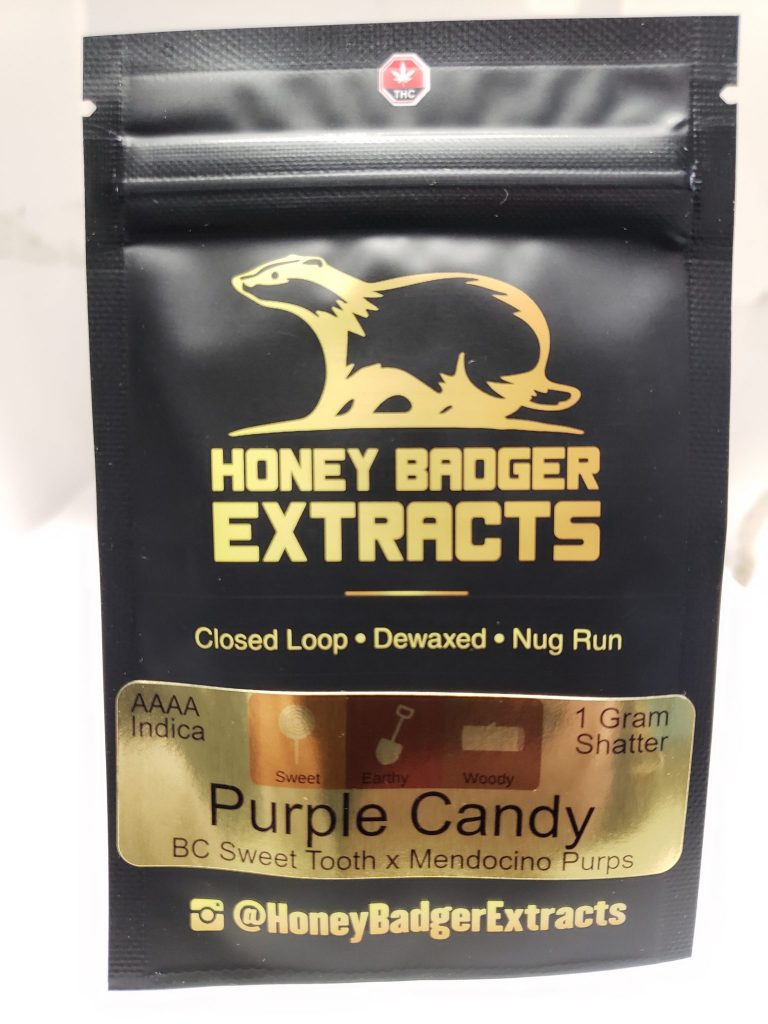 THC
HONEY BADGER
EXTRACTS
Closed Loop • Dewaxed • Nug Run
AAAA
Indica
Sweet
Earthy
Woody
1 Gram
Shatter
Purple Candy
BC Sweet Tooth x Mendocino Purps
@HoneyBadgerExtracts